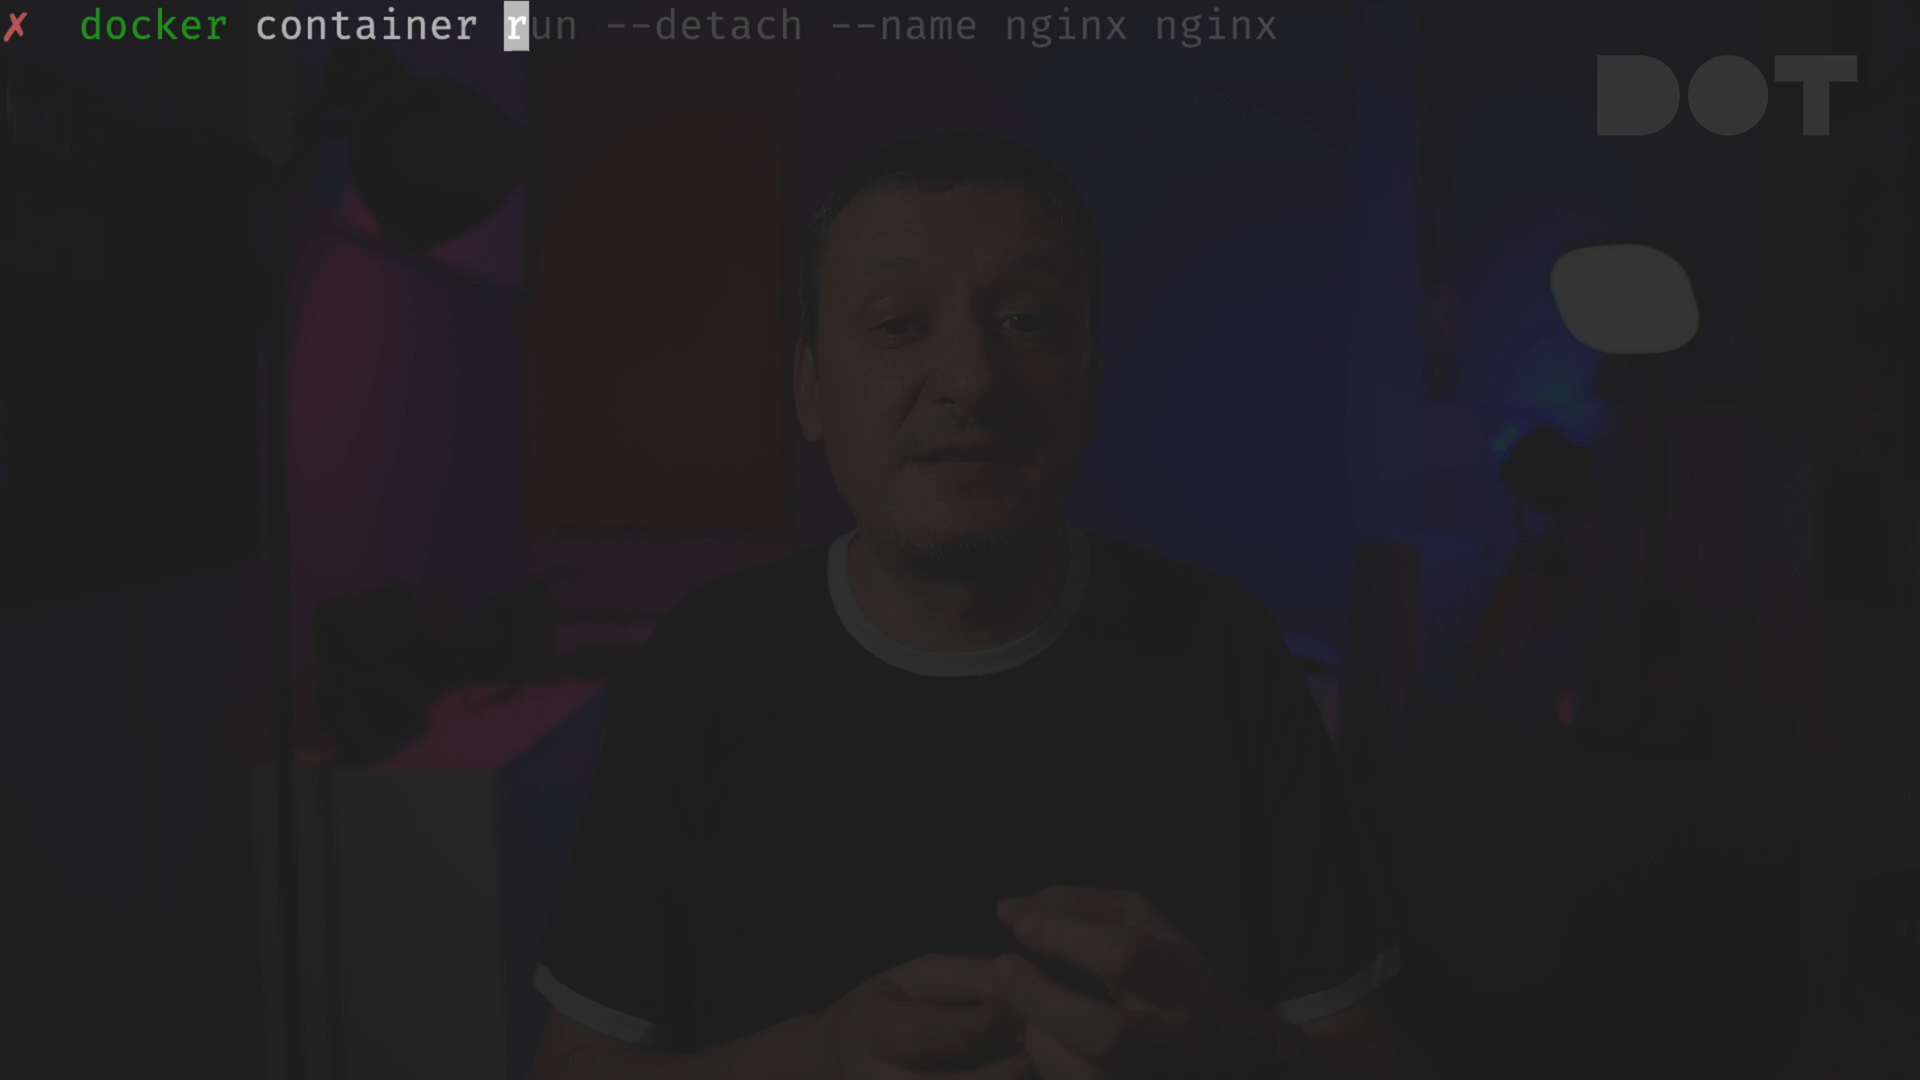 ✗ docker container run --detach --name nginx nginx
DOT